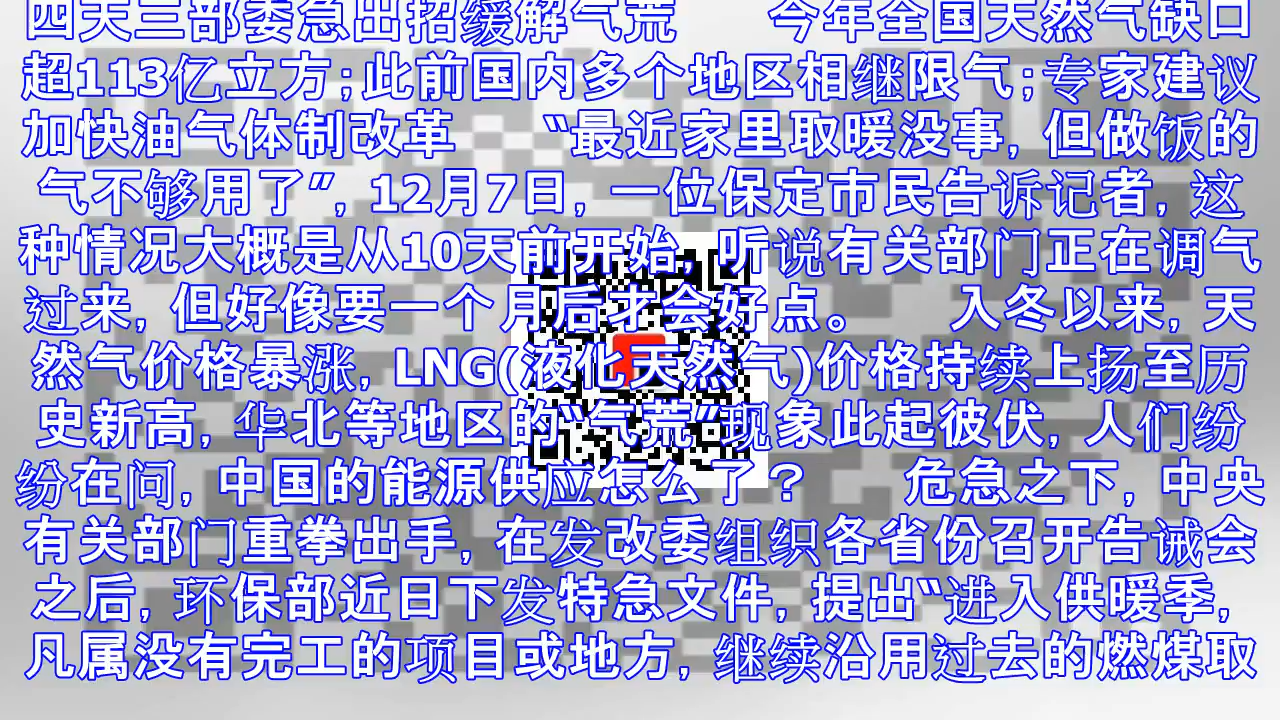 四天三部委急出招缓解气荒　　今年全国天然气缺口
超113亿立方;此前国内多个地区相继限气;专家建议
加快油气体制改革　　“最近家里取暖没事,但做饭的
气不够用了”,12月7日,一位保定市民告诉记者,这
种情况大概是从10天前开始,听说有关部门正在调气
过来,但好像要一个月后才会好点。　　入冬以来,天
然气价格暴涨,LNG(液化天然气)价格持续上扬至历
史新高,华北等地区的“气荒”现象此起彼伏,人们纷
纷在问,中国的能源供应怎么了？　　危急之下,中央
有关部门重拳出手,在发改委组织各省份召开告诫会
之后,环保部近日下发特急文件,提出“进入供暖季,
凡属没有完工的项目或地方,继续沿用过去的燃煤取